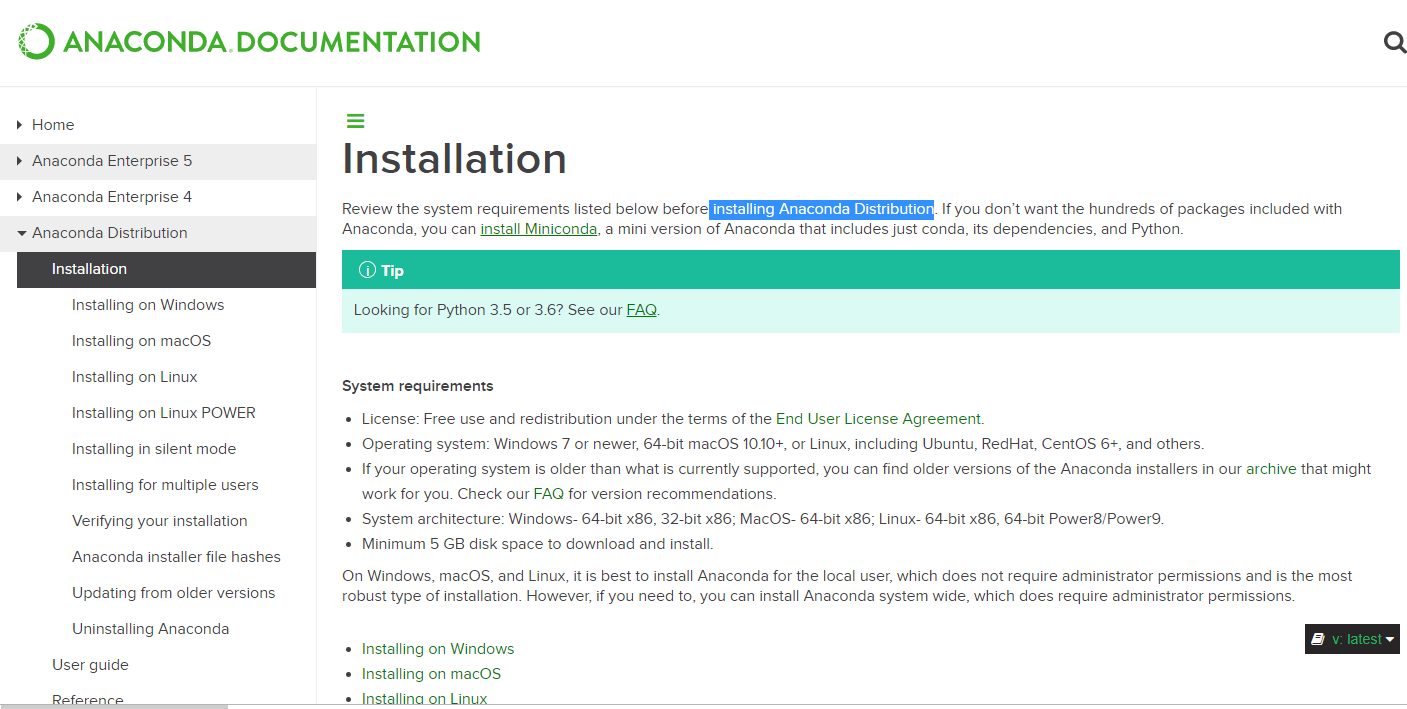 ANACONDA. DOCUMENTATION
Home
Anaconda Enterprise 5
Anaconda Enterprise 4
Anaconda Distribution
Installation
Installing on Windows
Installing on macOS
Installing on Linux
Installing on Linux POWER
Installing in silent mode
Installing for multiple users
Verifying your installation
Anaconda installer file hashes
Updating from older versions
Uninstalling Anaconda
User guide
Reference
Installation
Review the system requirements listed below before installing Anaconda Distribution. If you don’t want the hundreds of packages included with
Anaconda, you can install Miniconda, a mini version of Anaconda that includes just conda, its dependencies, and Python.
Tip
Looking for Python 3.5 or 3.6? See our FAQ.
System requirements
• License: Free use and redistribution under the terms of the End User License Agreement.
• Operating system: Windows 7 or newer, 64-bit macOS 10.10+, or Linux, including Ubuntu, RedHat, CentOS 6+, and others.
• If your operating system is older than what is currently supported, you can find older versions of the Anaconda installers in our archive that might
work for you. Check our FAQ for version recommendations.
• System architecture: Windows- 64-bit x86, 32-bit x86; MacOS- 64-bit x86; Linux- 64-bit x86, 64-bit Power8/Power9.
• Minimum 5 GB disk space to download and install.
On Windows, macOS, and Linux, it is best to install Anaconda for the local user, which does not require administrator permissions and is the most
robust type of installation. However, if you need to, you can install Anaconda system wide, which does require administrator permissions.
• Installing on Windows
• Installing on macOS
• Installing on Linux
v: latest